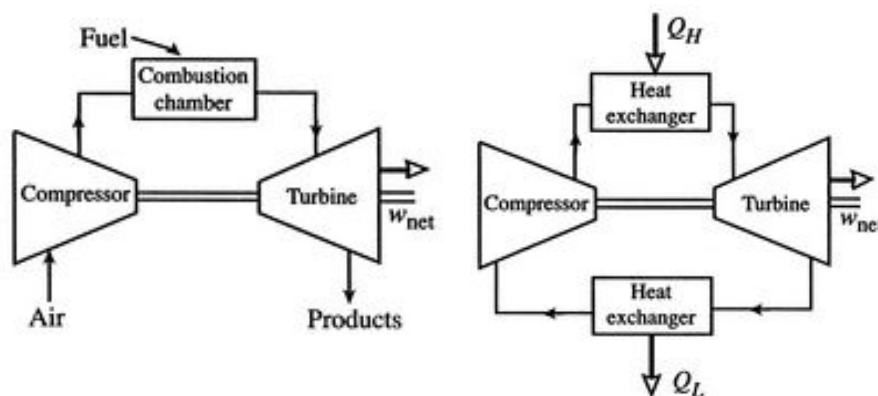 Fuel
Combustion
chamber
Compressor
Turbine
w_net
Air
Products
Q_H
Heat
exchanger
Compressor
Turbine
w_net
Heat
exchanger
Q_L